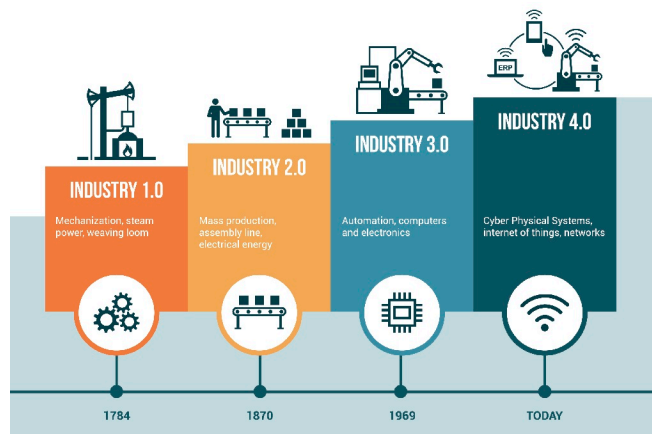 ERP
INDUSTRY 1.0
Mechanization, steam
power, weaving loom
INDUSTRY 2.0
Mass production,
assembly line,
electrical energy
INDUSTRY 3.0
Automation, computers
and electronics
INDUSTRY 4.0
Cyber Physical Systems,
internet of things, networks
1784
1870
1969
TODAY